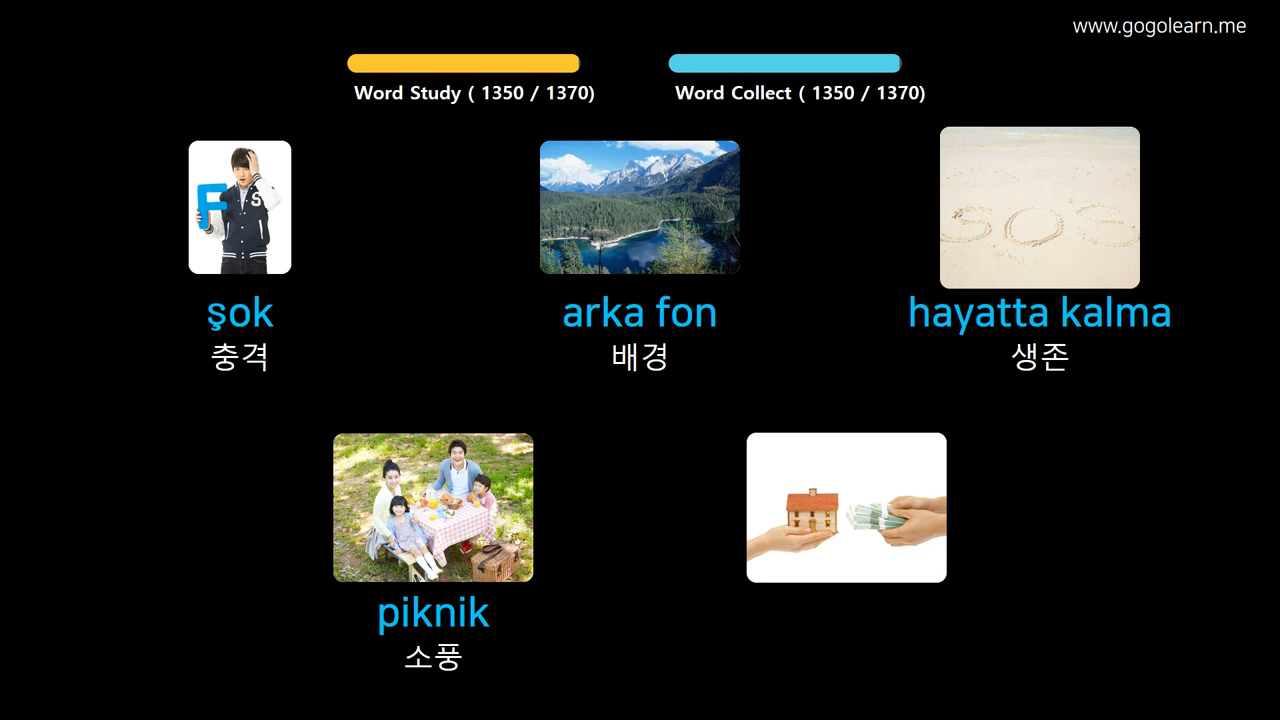 www.gogolearn.me
Word Study ( 1350 / 1370)
Word Collect ( 1350 / 1370)
F
S
SOS
şok
arka fon
hayatta kalma
충격
배경
생존
piknik
소풍